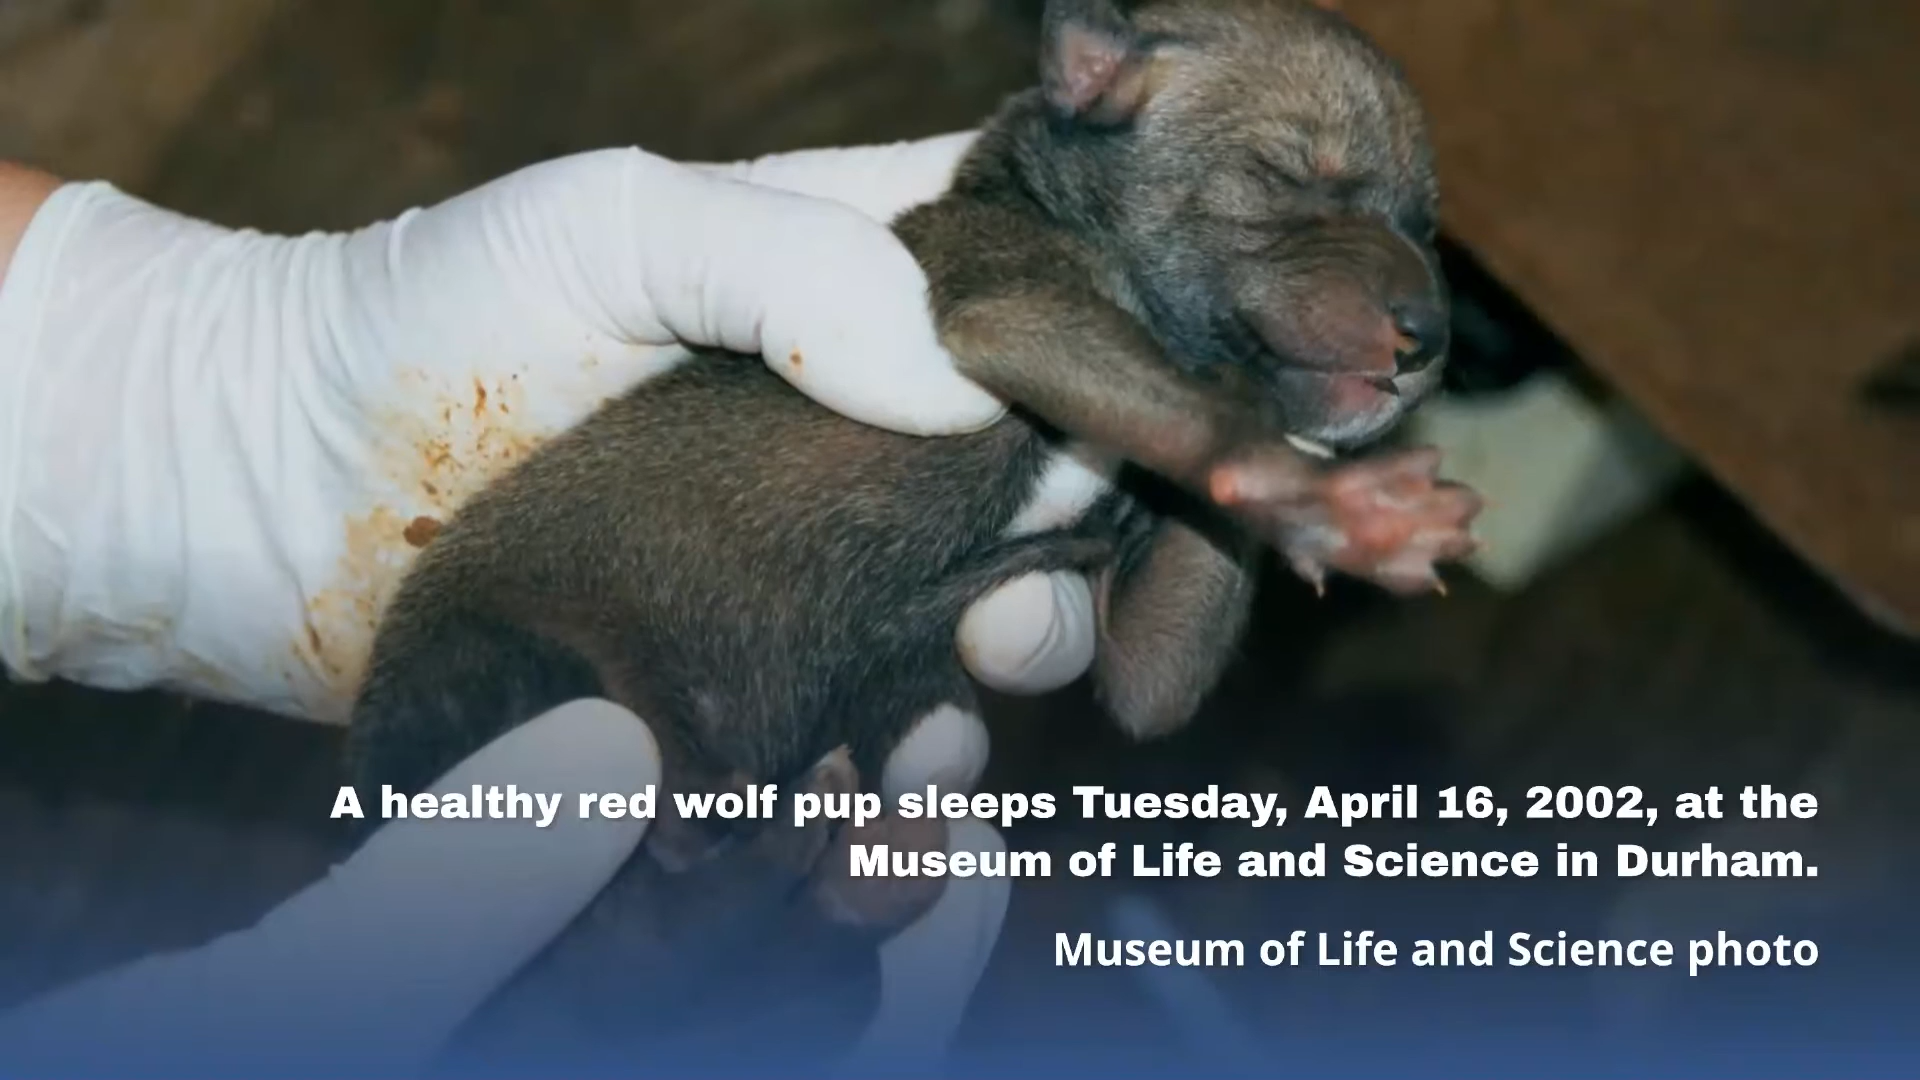 A healthy red wolf pup sleeps Tuesday, April 16, 2002, at the
Museum of Life and Science in Durham.
Museum of Life and Science photo